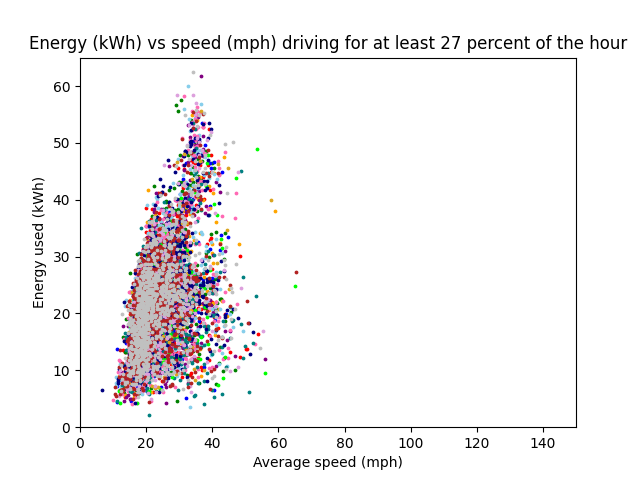 Energy (kWh) vs speed (mph) driving for at least 27 percent of the hour
60
50
40
30
20
10
0
Energy used (kWh)
0 20 40 60 80 100 120 140
Average speed (mph)